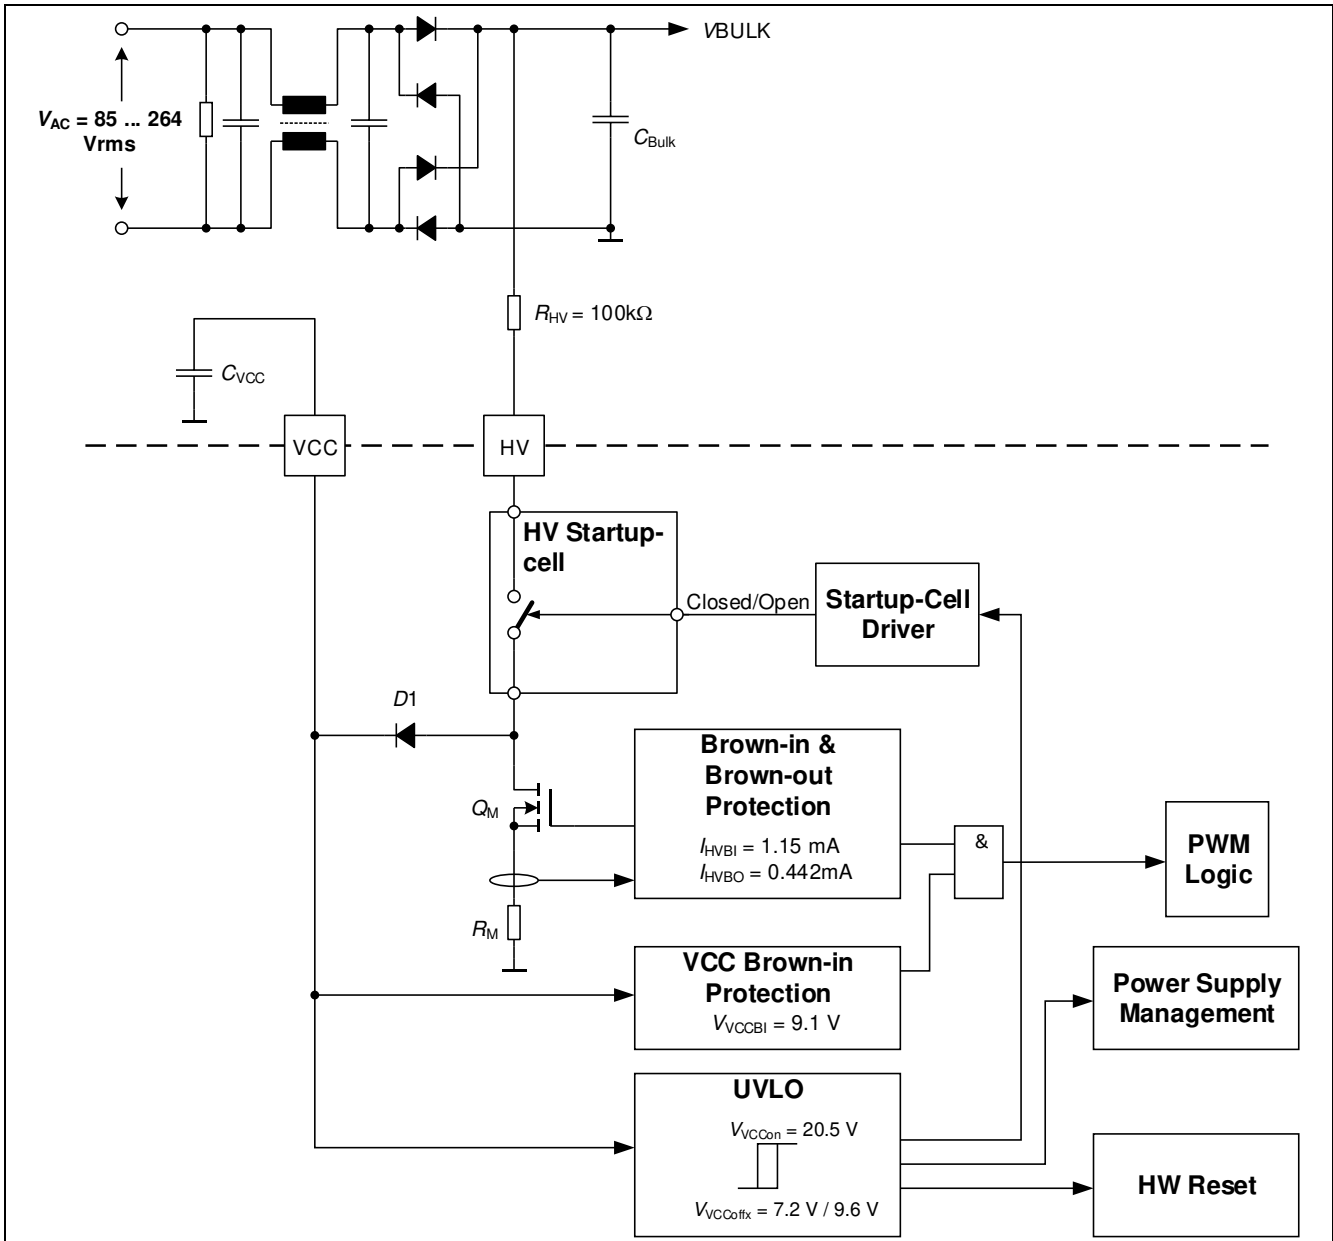 VBULK
VAC = 85 ... 264
Vrms
CBulk
RHV = 100kΩ
CVCC
VCC
HV
HV Startup-
cell
Closed/Open
Startup-Cell
Driver
D1
Brown-in &
Brown-out
Protection
QM
IHVBI = 1.15 mA
IHVBO = 0.442mA
&
PWM
Logic
RM
VCC Brown-in
Protection
VVCCBI = 9.1 V
Power Supply
Management
UVLO
VVCCon = 20.5 V
VVCCoffx = 7.2 V / 9.6 V
HW Reset